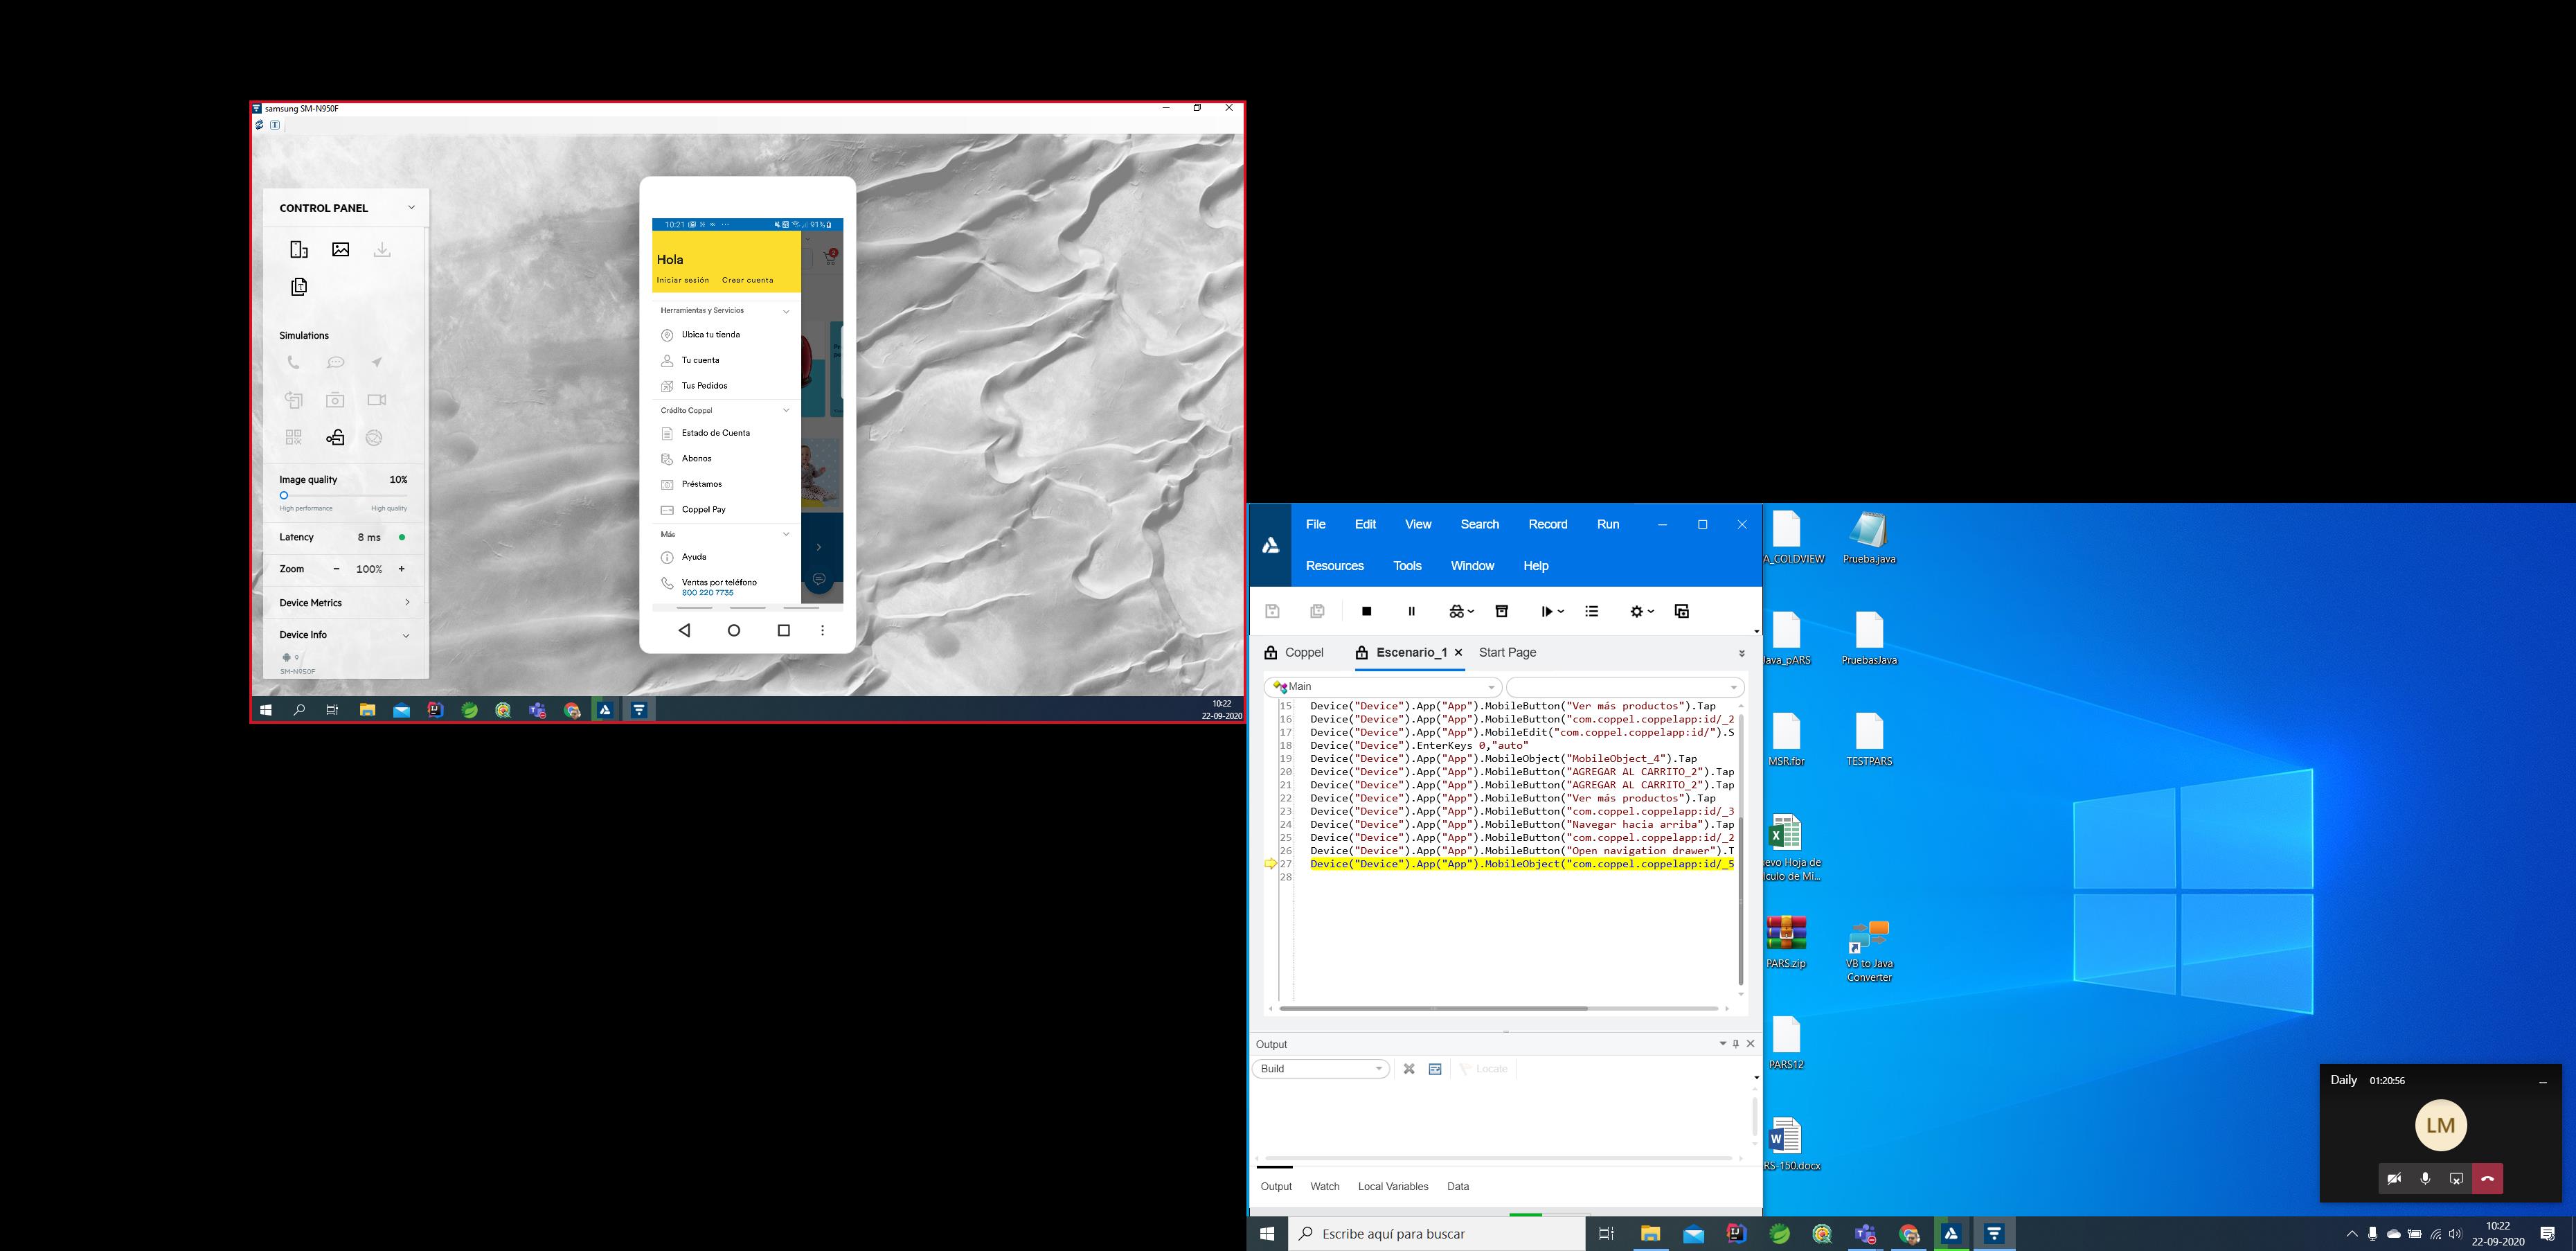 samsung SM-N950F
CONTROL PANEL
Simulations
Image quality 10%
High performance High quality
Latency 8 ms
Zoom − 100% +
Device Metrics
Device Info
9
SM-N950F
10:21 ... 91%
Hola
Iniciar sesión Crear cuenta
Herramientas y Servicios
Ubica tu tienda
Tu cuenta
Tus Pedidos
Crédito Coppel
Estado de Cuenta
Abonos
Préstamos
Coppel Pay
Más
Ayuda
Ventas por teléfono
800 220 7735
10:22
22-09-2020
File Edit View Search Record Run
Resources Tools Window Help
Coppel Escenario_1 Start Page
Main
15 Device("Device").App("App").MobileButton("Ver más productos").Tap
16 Device("Device").App("App").MobileButton("com.coppel.coppelapp:id/_2
17 Device("Device").App("App").MobileEdit("com.coppel.coppelapp:id/").S
18 Device("Device").EnterKeys 0,"auto"
19 Device("Device").App("App").MobileObject("MobileObject_4").Tap
20 Device("Device").App("App").MobileButton("AGREGAR AL CARRITO_2").Tap
21 Device("Device").App("App").MobileButton("AGREGAR AL CARRITO_2").Tap
22 Device("Device").App("App").MobileButton("Ver más productos").Tap
23 Device("Device").App("App").MobileButton("com.coppel.coppelapp:id/_3
24 Device("Device").App("App").MobileButton("Navegar hacia arriba").Tap
25 Device("Device").App("App").MobileButton("com.coppel.coppelapp:id/_2
26 Device("Device").App("App").MobileButton("Open navigation drawer").T
27 Device("Device").App("App").MobileObject("com.coppel.coppelapp:id/_5
28
Output
Build Locate
Output Watch Local Variables Data
A_COLDVIEW Prueba.java
Java_pARS PruebasJava
MSR.fbr TESTPARS
evo Hoja de
lculo de Mi...
PARS.zip VB to Java
Converter
PARS12
RS-150.docx
Daily 01:20:56
LM
Escribe aquí para buscar
10:22
22-09-2020